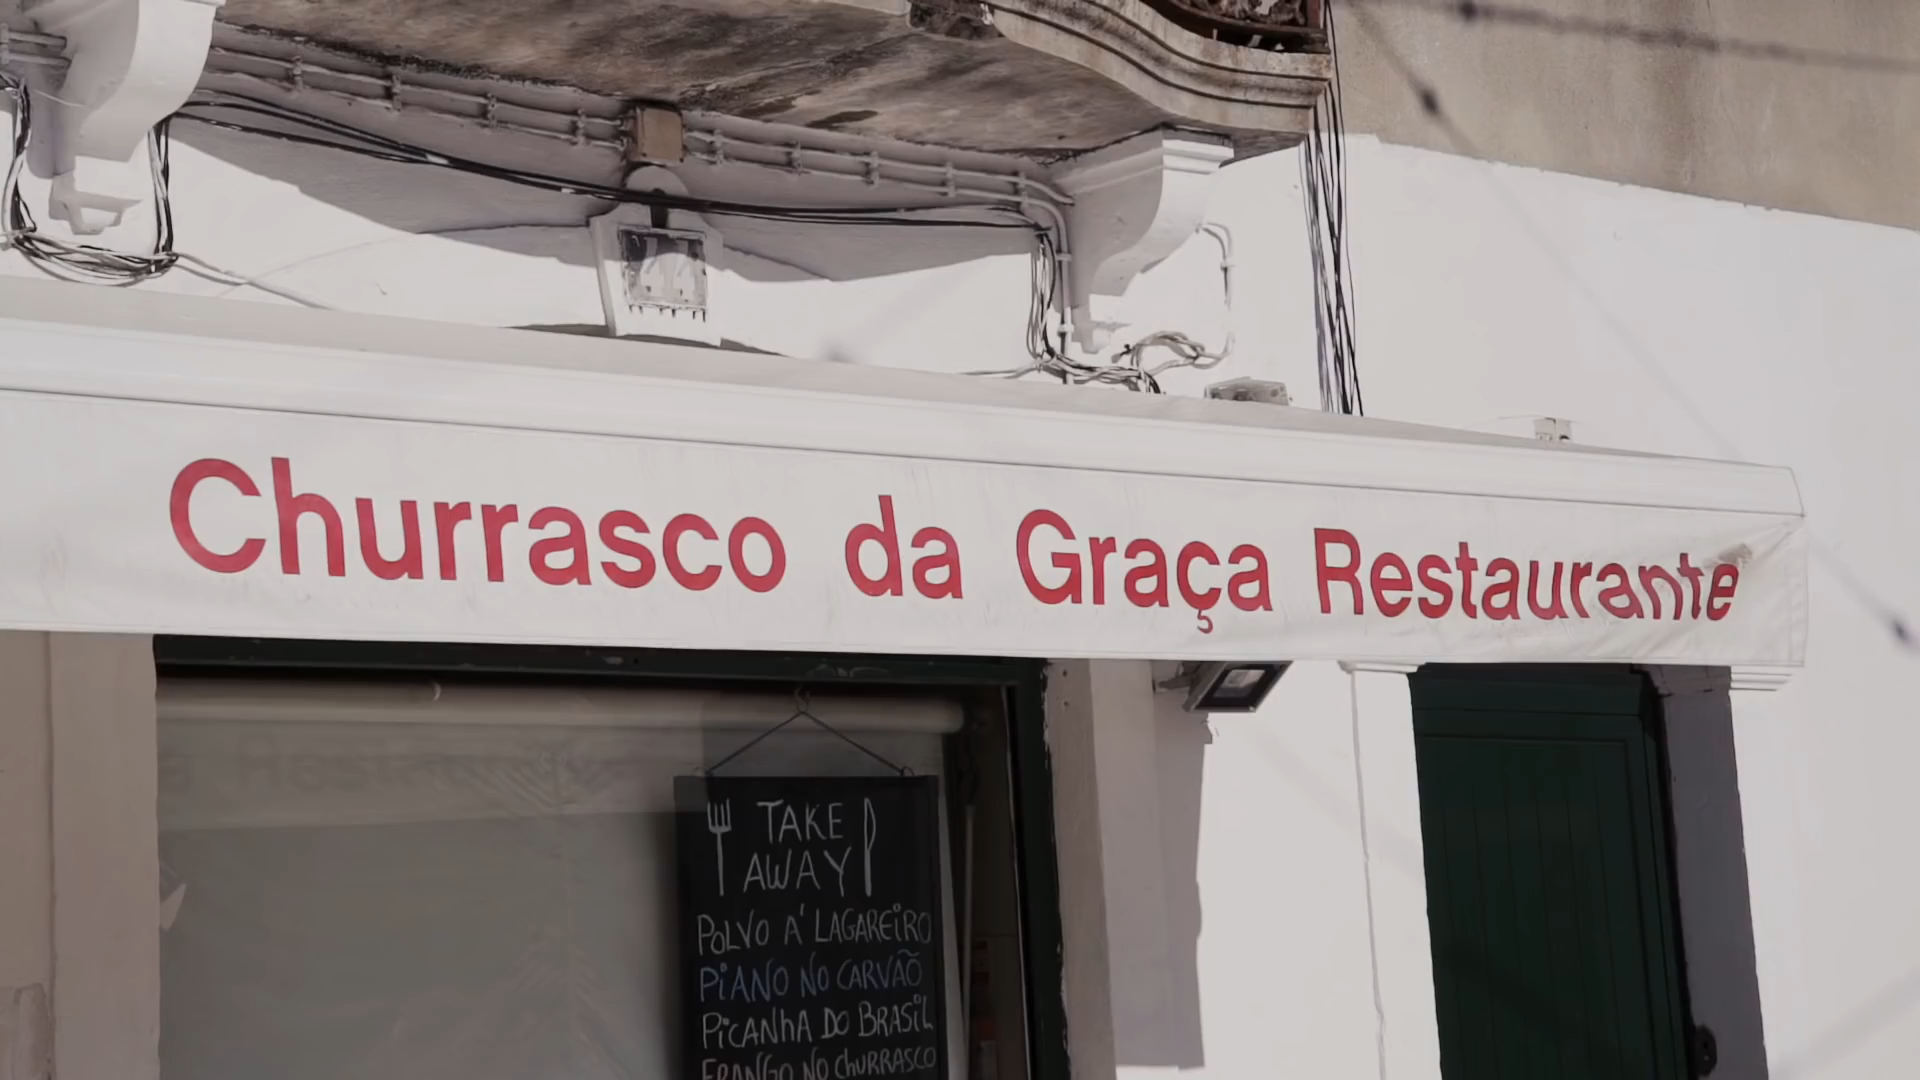 Churrasco da Graça Restaurante
TAKE
AWAY
POLVO A' LAGAREIRO
PIANO NO CARVÃO
PICANHA DO BRASIL
FRANGO NO CHURRASCO